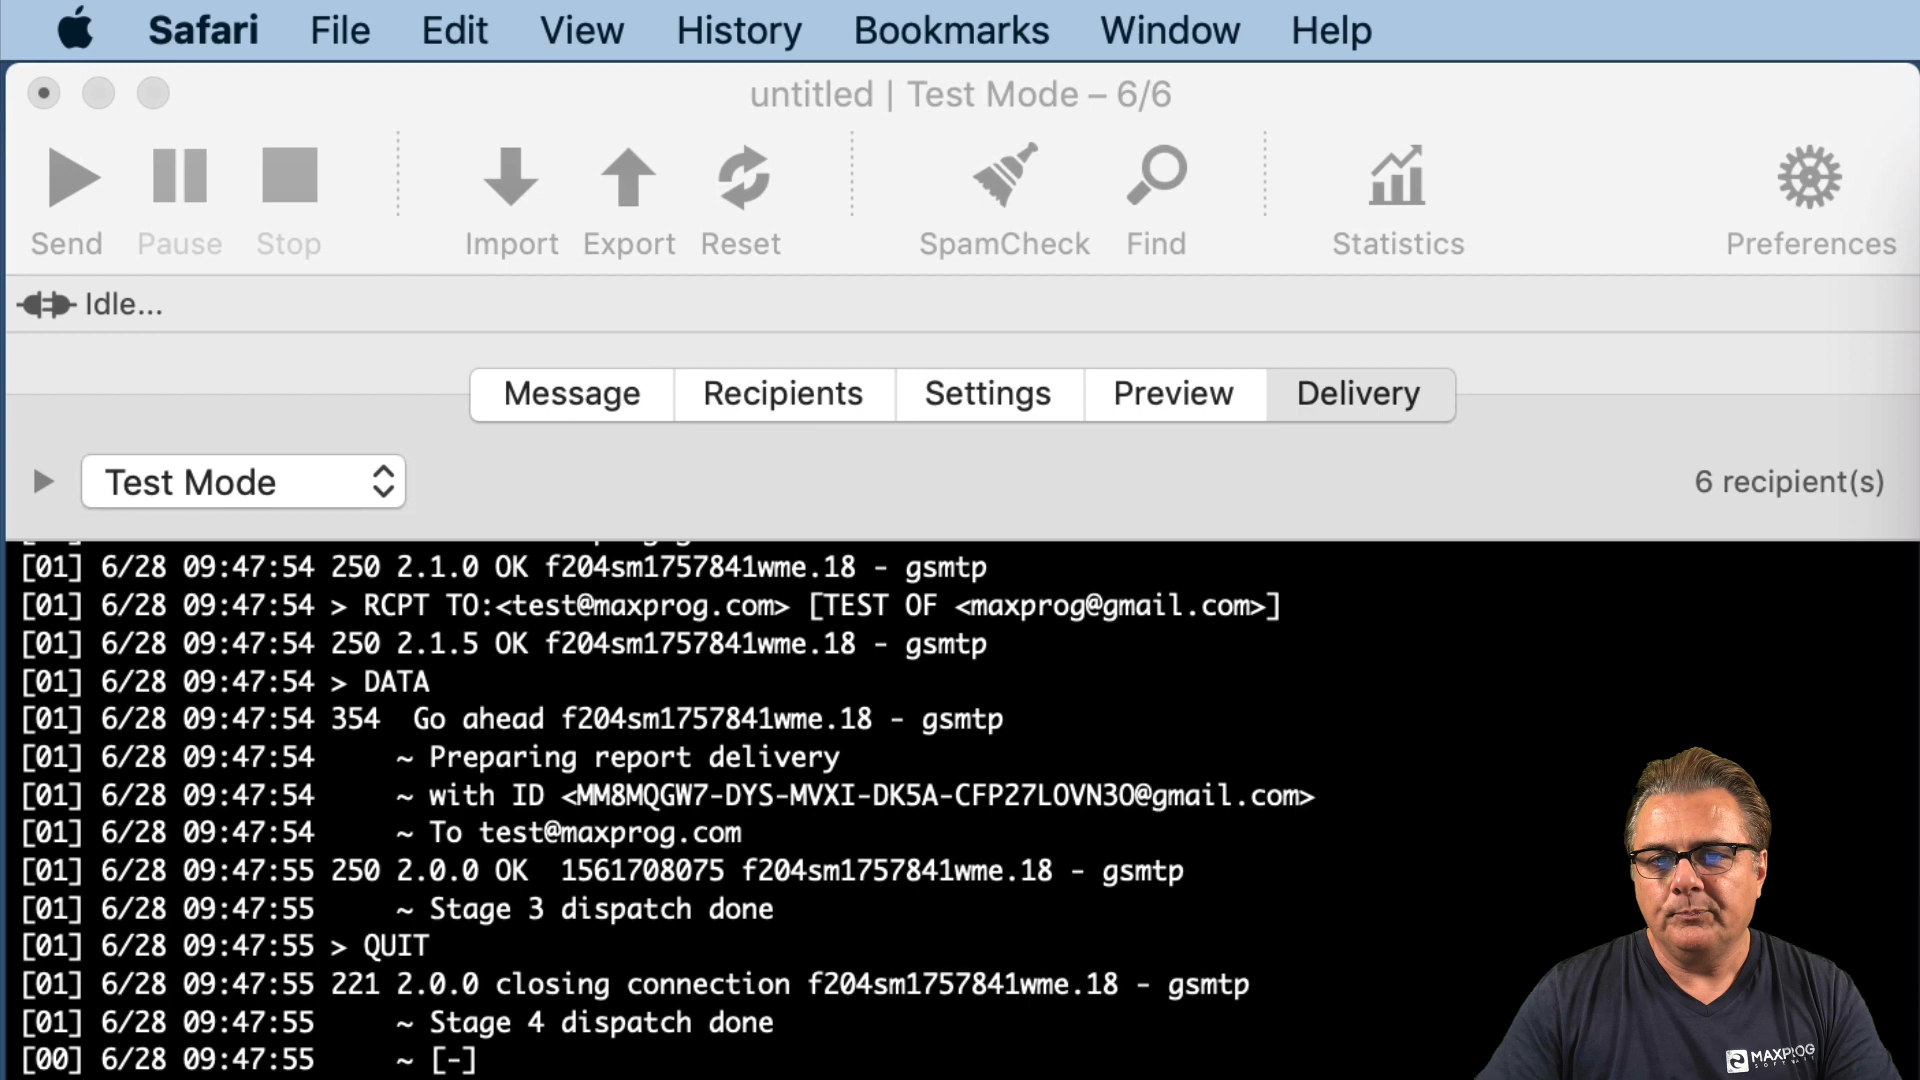 Safari File Edit View History Bookmarks Window Help
untitled | Test Mode – 6/6
Send Pause Stop Import Export Reset SpamCheck Find Statistics Preferences
Idle...
Message Recipients Settings Preview Delivery
Test Mode 6 recipient(s)
[01] 6/28 09:47:54 250 2.1.0 OK f204sm1757841wme.18 - gsmtp
[01] 6/28 09:47:54 > RCPT TO:<test@maxprog.com> [TEST OF <maxprog@gmail.com>]
[01] 6/28 09:47:54 250 2.1.5 OK f204sm1757841wme.18 - gsmtp
[01] 6/28 09:47:54 > DATA
[01] 6/28 09:47:54 354  Go ahead f204sm1757841wme.18 - gsmtp
[01] 6/28 09:47:54     ~ Preparing report delivery
[01] 6/28 09:47:54     ~ with ID <MM8MQGW7-DYS-MVXI-DK5A-CFP27LOVN3O@gmail.com>
[01] 6/28 09:47:54     ~ To test@maxprog.com
[01] 6/28 09:47:55 250 2.0.0 OK  1561708075 f204sm1757841wme.18 - gsmtp
[01] 6/28 09:47:55     ~ Stage 3 dispatch done
[01] 6/28 09:47:55 > QUIT
[01] 6/28 09:47:55 221 2.0.0 closing connection f204sm1757841wme.18 - gsmtp
[01] 6/28 09:47:55     ~ Stage 4 dispatch done
[00] 6/28 09:47:55     ~ [-]
MAXPROG